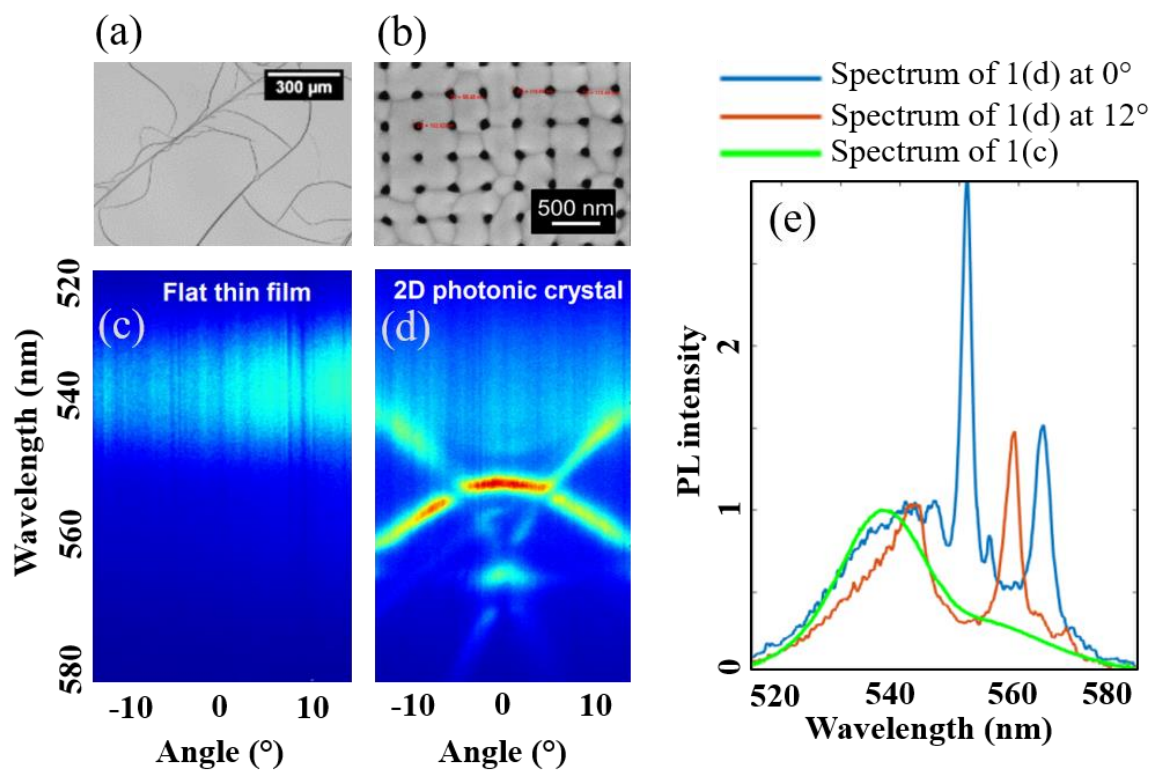 (a)
(b)
300 µm
500 nm
Spectrum of 1(d) at 0°
Spectrum of 1(d) at 12°
Spectrum of 1(c)
Flat thin film
(c)
2D photonic crystal
(d)
(e)
Wavelength (nm)
520
540
560
580
-10 0 10
Angle (°)
-10 0 10
Angle (°)
PL intensity
2
1
0
520 540 560 580
Wavelength (nm)